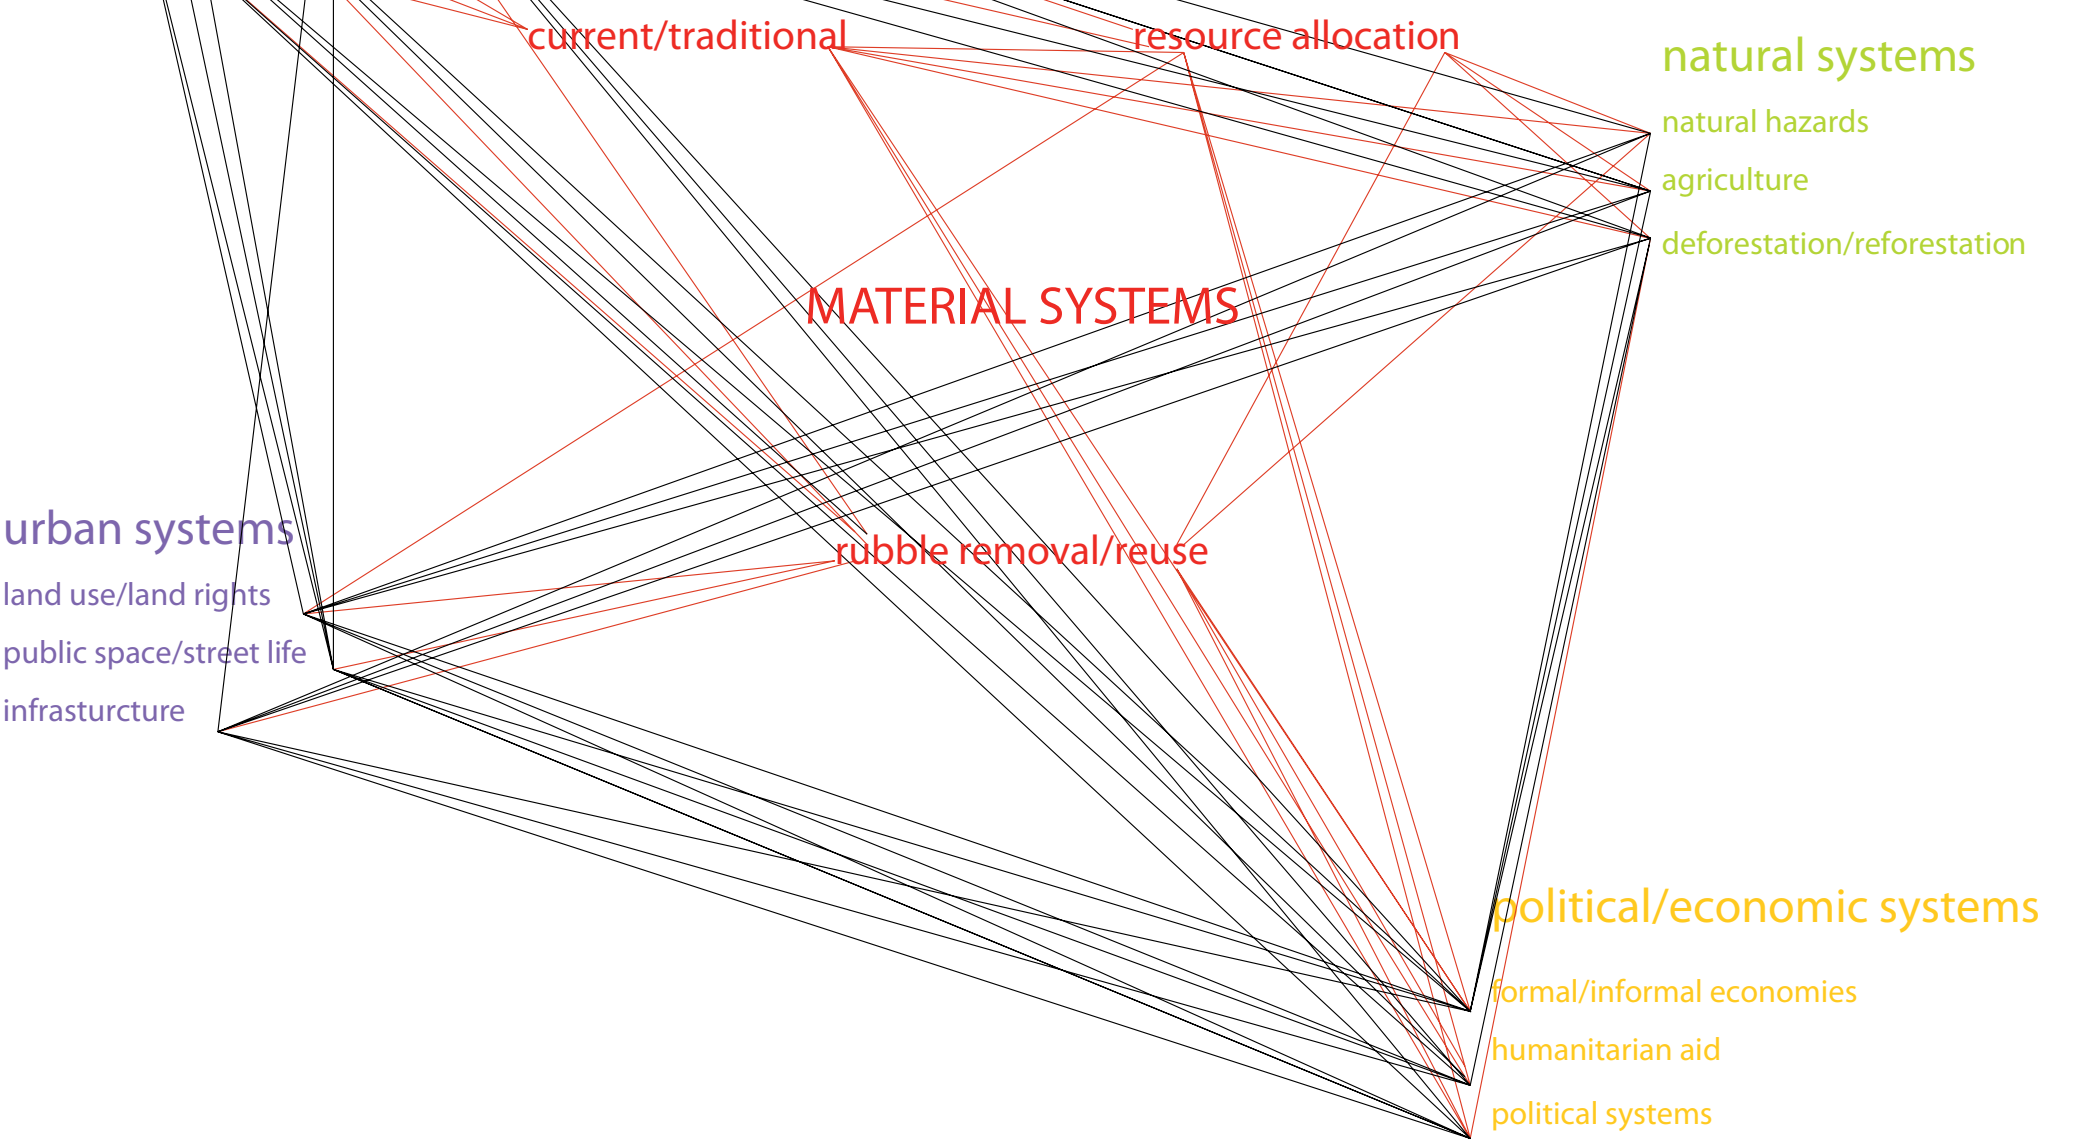 current/traditional
resource allocation
natural systems
natural hazards
agriculture
deforestation/reforestation
MATERIAL SYSTEMS
urban systems
land use/land rights
public space/street life
infrasturcture
rubble removal/reuse
political/economic systems
formal/informal economies
humanitarian aid
political systems